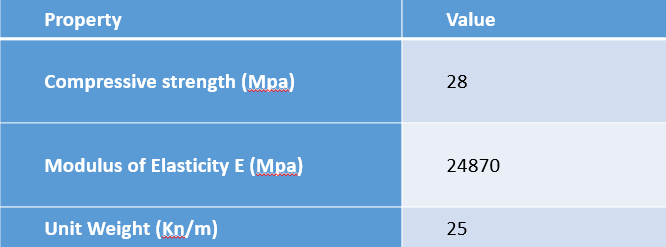 Property Value
Compressive strength (Mpa) 28
Modulus of Elasticity E (Mpa) 24870
Unit Weight (Kn/m) 25